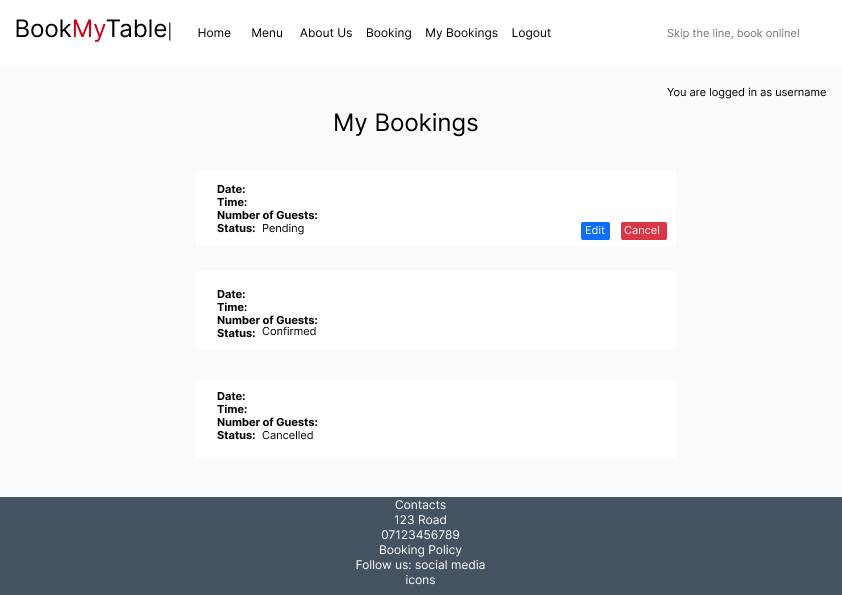 BookMyTable|
Home Menu About Us Booking My Bookings Logout
Skip the line, book online!
You are logged in as username
My Bookings
Date:
Time:
Number of Guests:
Status: Pending
Edit Cancel
Date:
Time:
Number of Guests:
Status: Confirmed
Date:
Time:
Number of Guests:
Status: Cancelled
Contacts
123 Road
07123456789
Booking Policy
Follow us: social media
icons